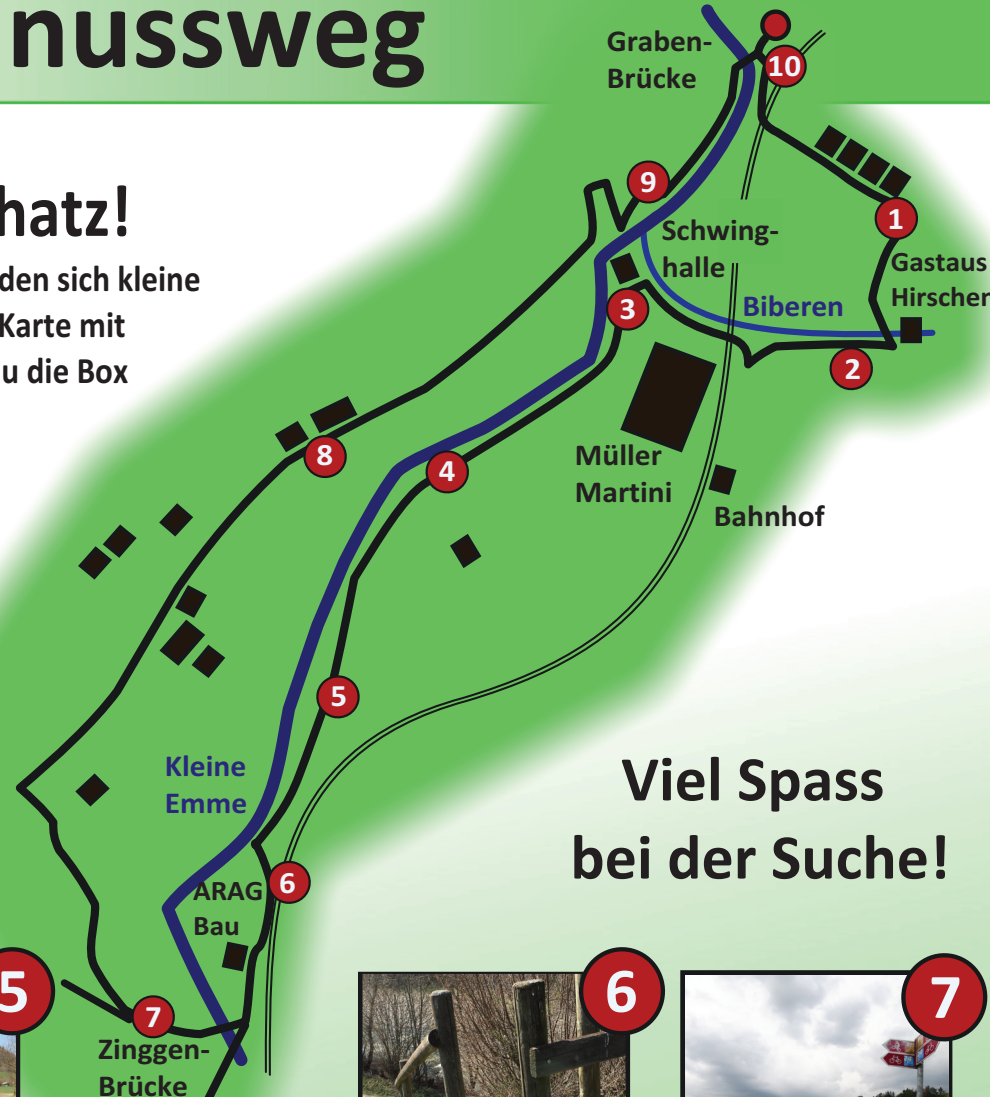 nussweg
hatz!
den sich kleine
Karte mit
u die Box
Graben-
Brücke
10
9
1
Schwing-
halle
Gastaus
Hirschen
Biberen
3
2
8
4
Müller
Martini
Bahnhof
5
Kleine
Emme
Viel Spass
bei der Suche!
6
ARAG
Bau
7
Zinggen-
Brücke
5
6
7